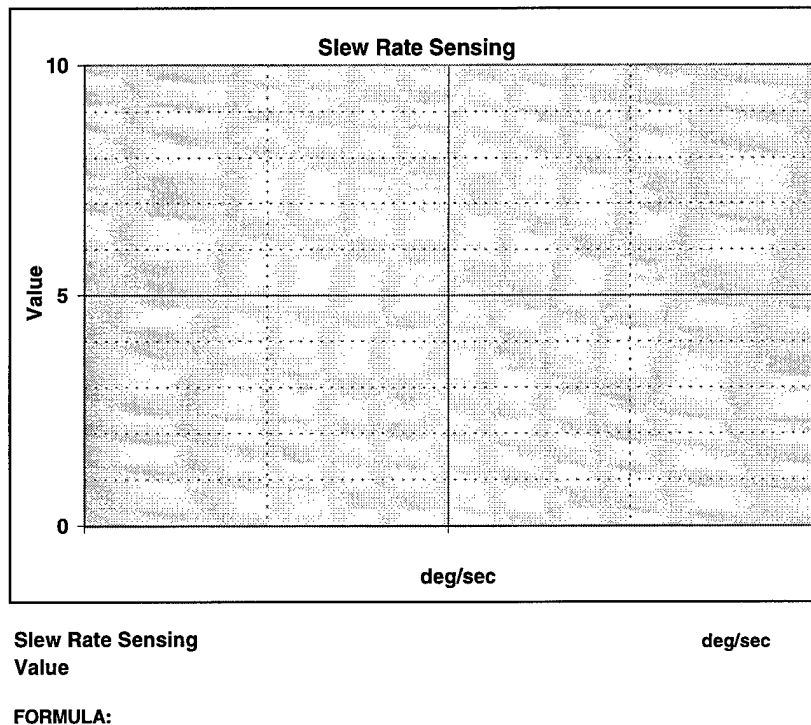 Slew Rate Sensing
10
Value
5
0
deg/sec
Slew Rate Sensing deg/sec
Value
FORMULA: